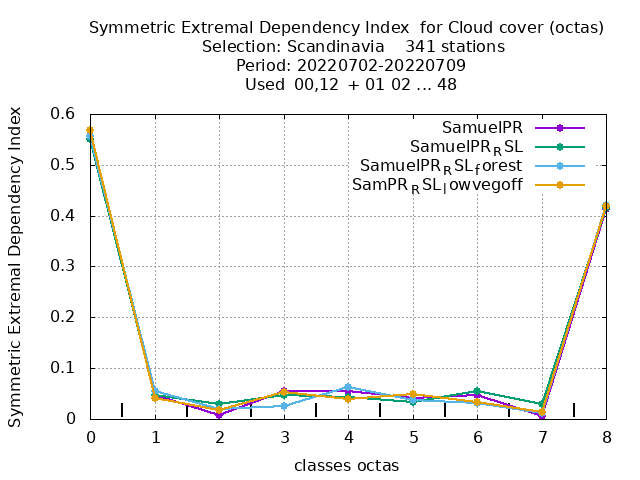 Symmetric Extremal Dependency Index for Cloud cover (octas)
Selection: Scandinavia 341 stations
Period: 20220702-20220709
Used 00,12 + 01 02 ... 48
Symmetric Extremal Dependency Index
0.6
0.5
0.4
0.3
0.2
0.1
0
SamuelPR
SamuelPR_RSL
SamuelPR_RSL_forest
SamPR_RSL_lowvegoff
0 1 2 3 4 5 6 7 8
classes octas